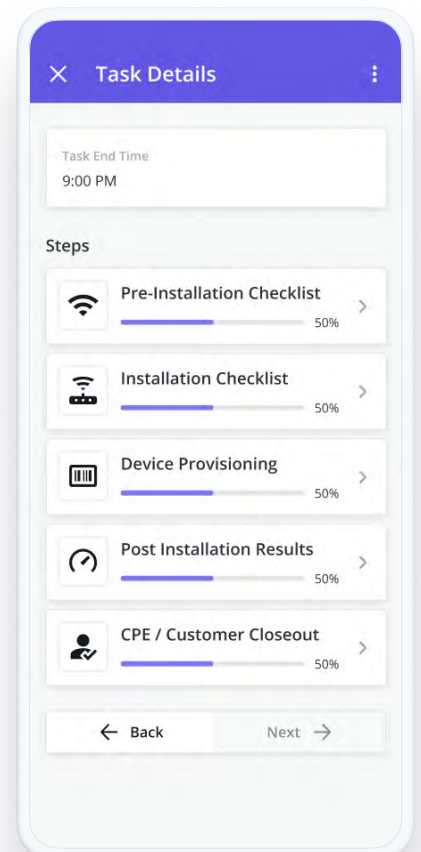 Task Details
Task End Time
9:00 PM
Steps
Pre-Installation Checklist
50%
Installation Checklist
50%
Device Provisioning
50%
Post Installation Results
50%
CPE / Customer Closeout
50%
Back
Next